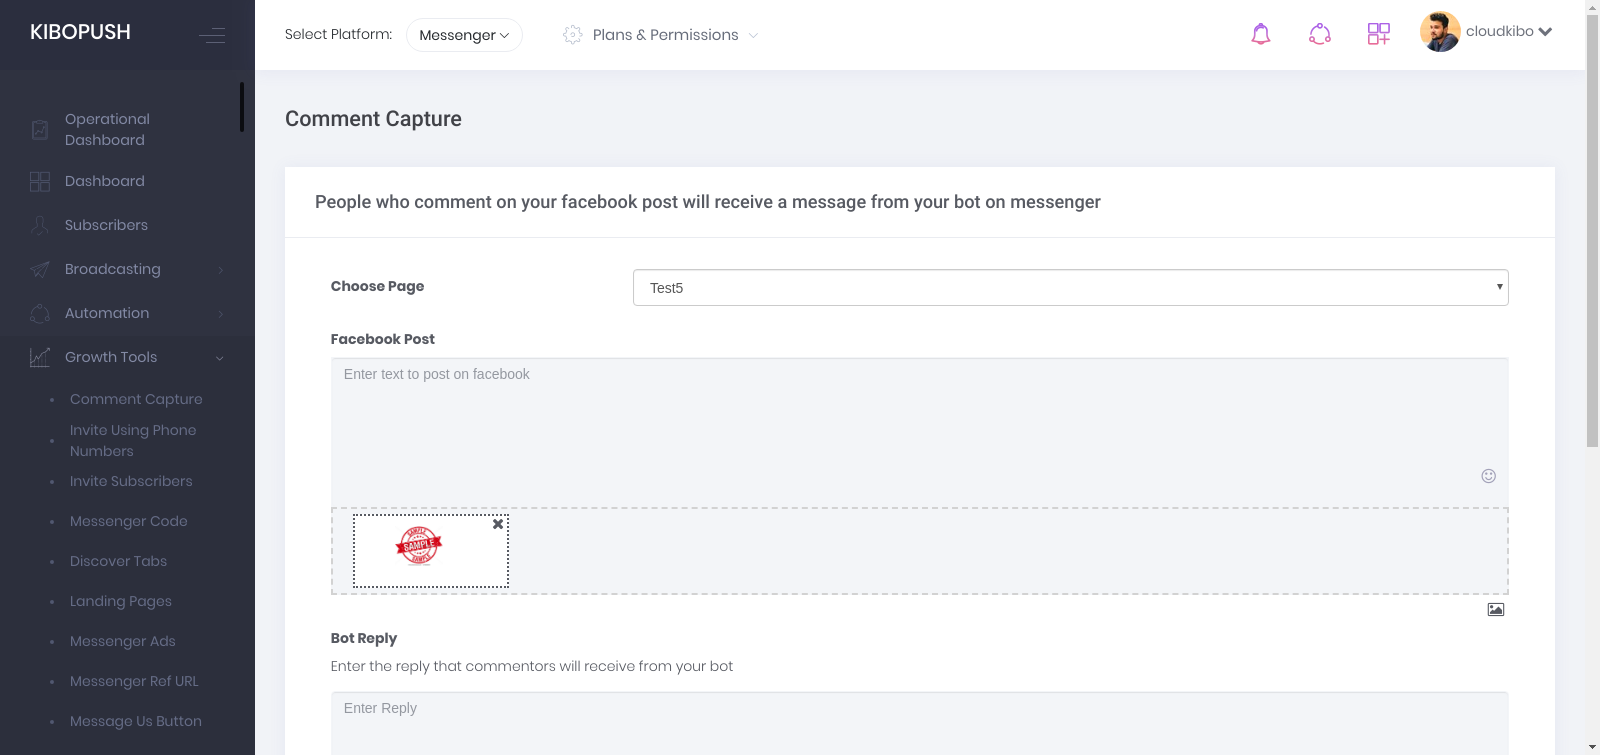 KIBOPUSH
Select Platform: Messenger Plans & Permissions cloudkibo
Operational
Dashboard
Dashboard
Subscribers
Broadcasting
Automation
Growth Tools
Comment Capture
Invite Using Phone
Numbers
Invite Subscribers
Messenger Code
Discover Tabs
Landing Pages
Messenger Ads
Messenger Ref URL
Message Us Button
Comment Capture
People who comment on your facebook post will receive a message from your bot on messenger
Choose Page Test5
Facebook Post
Enter text to post on facebook
SAMPLE
SAMPLE
SAMPLE
Bot Reply
Enter the reply that commentors will receive from your bot
Enter Reply